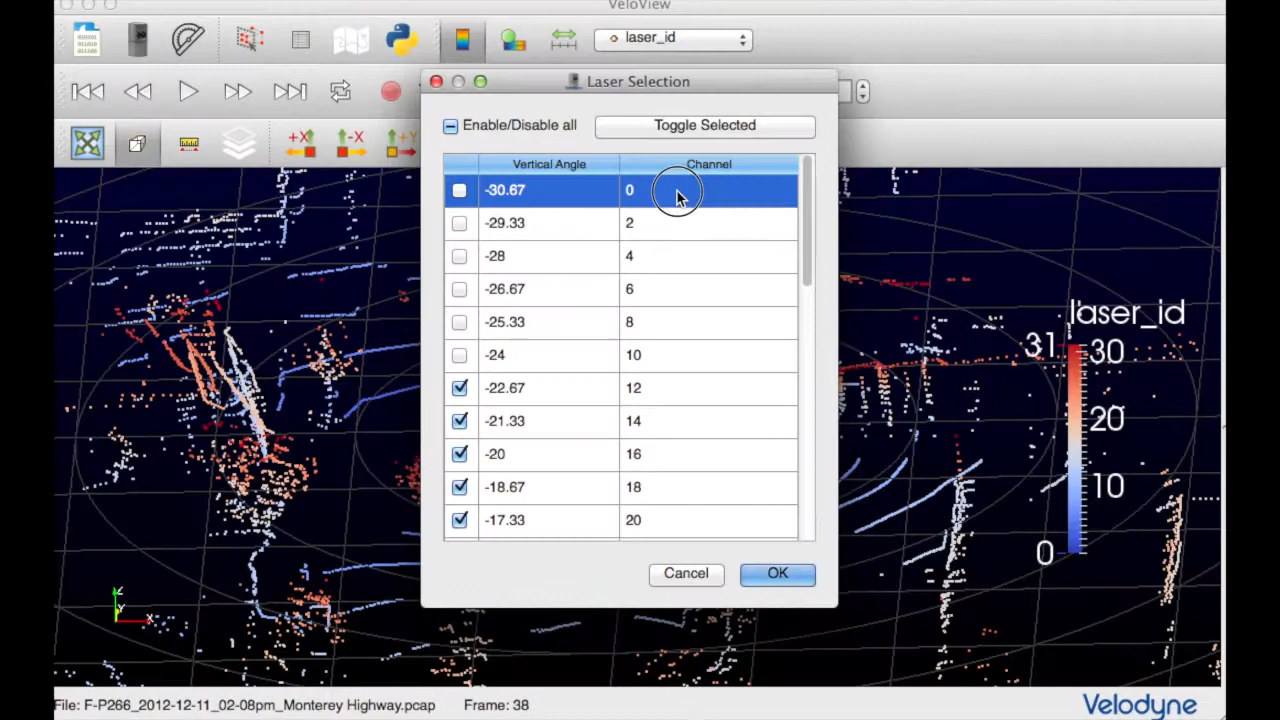 VeloView
laser_id
Laser Selection
Enable/Disable all
Toggle Selected
Vertical Angle Channel
-30.67 0
-29.33 2
-28 4
-26.67 6
-25.33 8
-24 10
-22.67 12
-21.33 14
-20 16
-18.67 18
-17.33 20
Cancel OK
+X -X +Y
laser_id
31 30
20
10
0
Z
Y
X
File: F-P266_2012-12-11_02-08pm_Monterey Highway.pcap Frame: 38
Velodyne